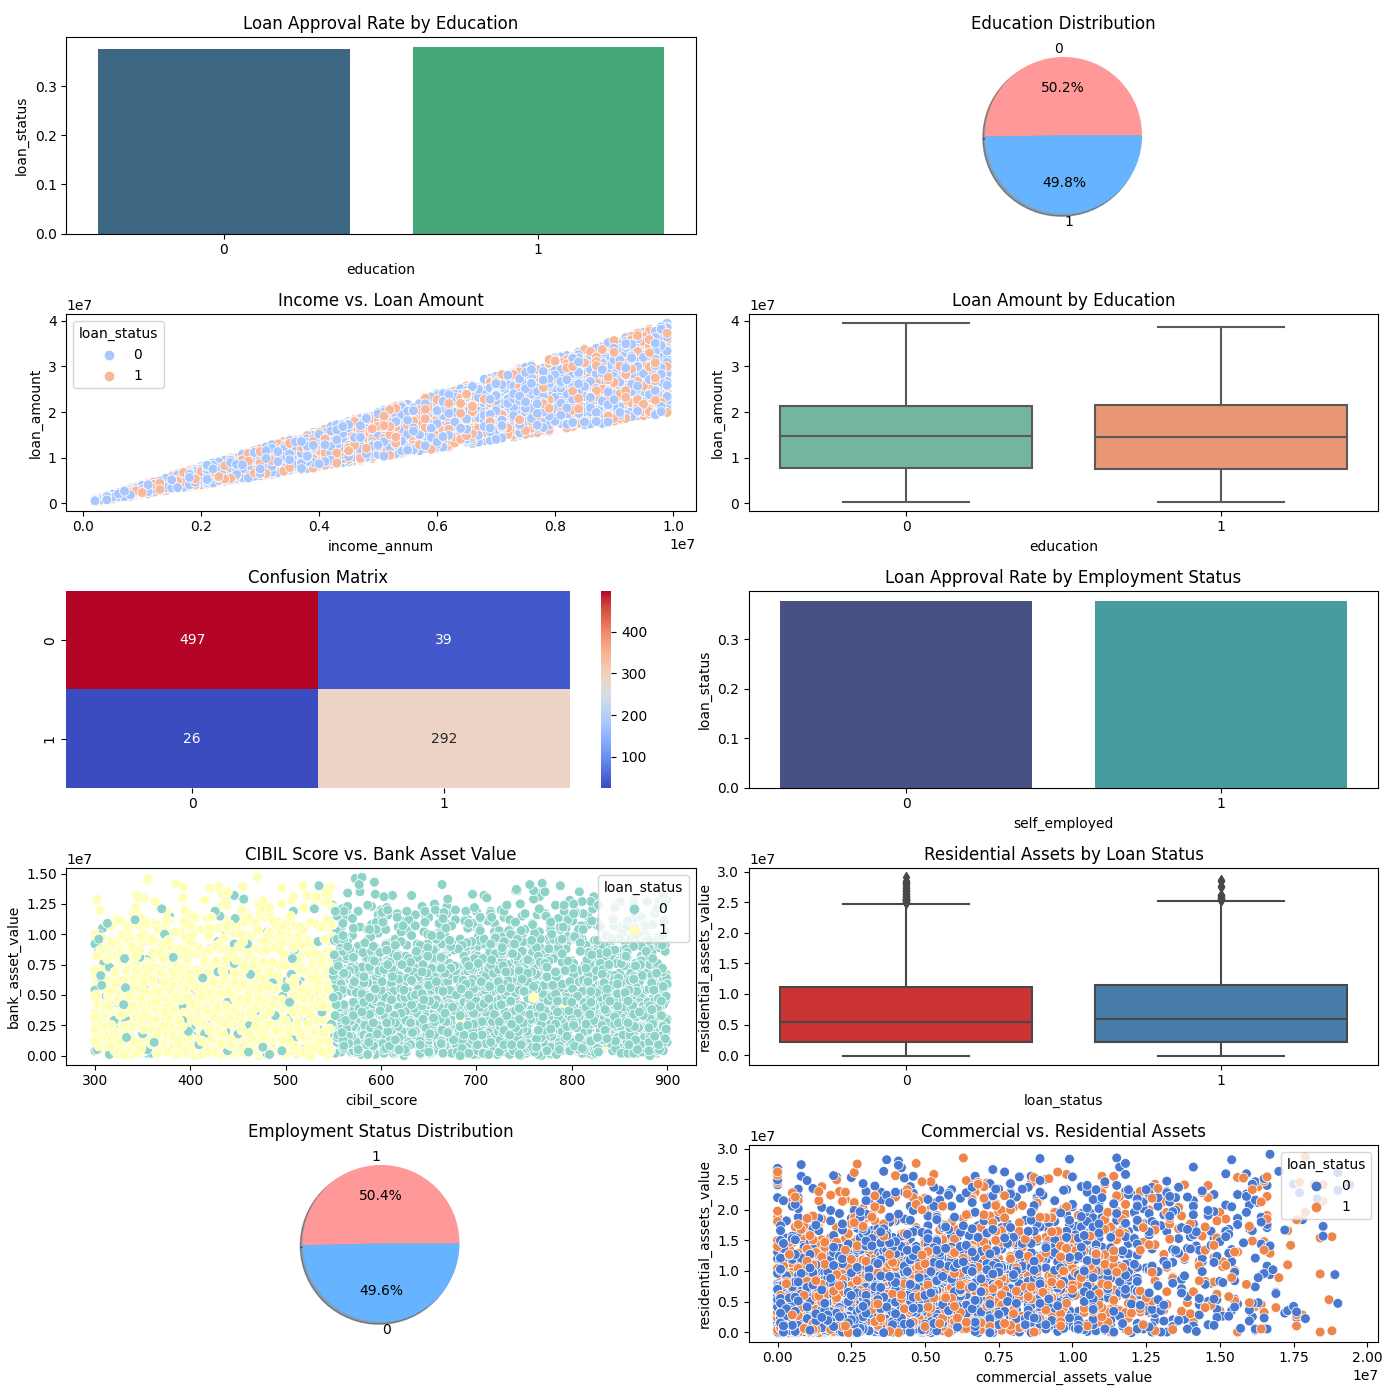 Loan Approval Rate by Education
loan_status
0.3
0.2
0.1
0.0
0 1
education
Education Distribution
0
50.2%
49.8%
1
Income vs. Loan Amount
1e7
loan_amount
4
3
2
1
0
loan_status
0
1
0.0 0.2 0.4 0.6 0.8 1.0
1e7
income_annum
Loan Amount by Education
1e7
loan_amount
4
3
2
1
0
0 1
education
Confusion Matrix
0
1
497 39
26 292
0 1
400
300
200
100
Loan Approval Rate by Employment Status
loan_status
0.3
0.2
0.1
0.0
0 1
self_employed
CIBIL Score vs. Bank Asset Value
1e7
bank_asset_value
1.50
1.25
1.00
0.75
0.50
0.25
0.00
loan_status
0
1
300 400 500 600 700 800 900
cibil_score
Residential Assets by Loan Status
1e7
residential_assets_value
3.0
2.5
2.0
1.5
1.0
0.5
0.0
0 1
loan_status
Employment Status Distribution
1
50.4%
49.6%
0
Commercial vs. Residential Assets
1e7
residential_assets_value
3.0
2.5
2.0
1.5
1.0
0.5
0.0
loan_status
0
1
0.00 0.25 0.50 0.75 1.00 1.25 1.50 1.75 2.00
1e7
commercial_assets_value